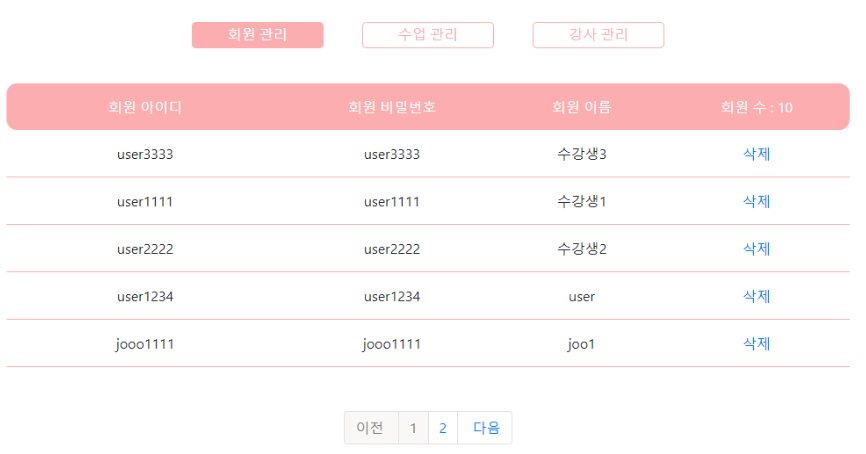 회원 관리 수업 관리 강사 관리
회원 아이디 회원 비밀번호 회원 이름 회원 수 : 10
user3333 user3333 수강생3 삭제
user1111 user1111 수강생1 삭제
user2222 user2222 수강생2 삭제
user1234 user1234 user 삭제
jooo1111 jooo1111 joo1 삭제
이전 1 2 다음